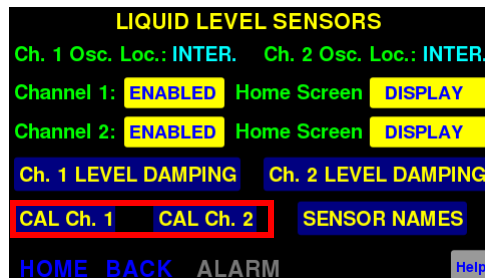 LIQUID LEVEL SENSORS
Ch. 1 Osc. Loc.: INTER. Ch. 2 Osc. Loc.: INTER.
Channel 1: ENABLED Home Screen DISPLAY
Channel 2: ENABLED Home Screen DISPLAY
Ch. 1 LEVEL DAMPING Ch. 2 LEVEL DAMPING
CAL Ch. 1 CAL Ch. 2 SENSOR NAMES
HOME BACK ALARM Help